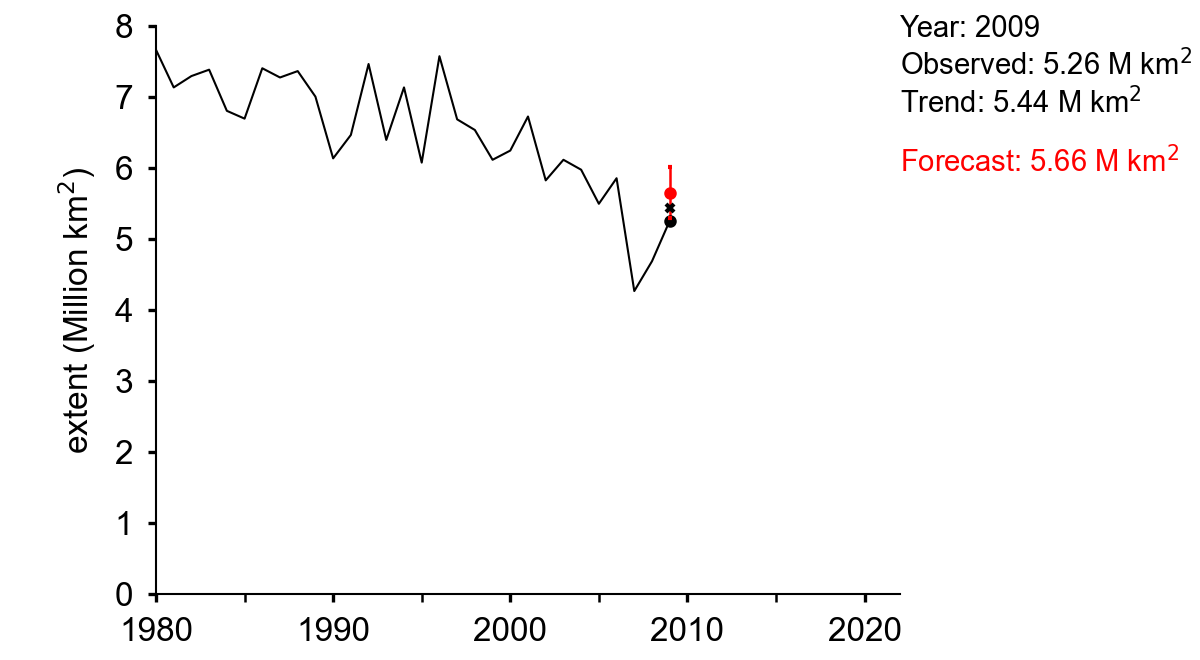 8
7
6
5
4
3
2
1
0
extent (Million km²)
1980 1990 2000 2010 2020
Year: 2009
Observed: 5.26 M km²
Trend: 5.44 M km²
Forecast: 5.66 M km²